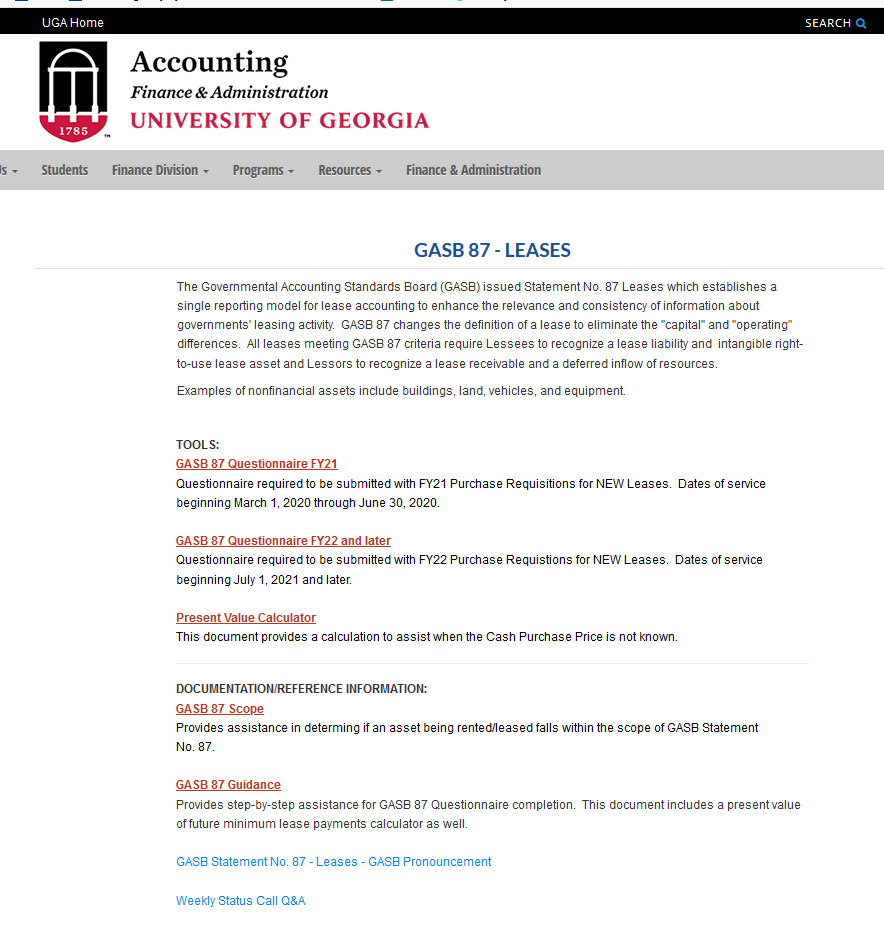 UGA Home
SEARCH
Accounting
Finance & Administration
UNIVERSITY OF GEORGIA
1785
™
Students
Finance Division
Programs
Resources
Finance & Administration
GASB 87 - LEASES
The Governmental Accounting Standards Board (GASB) issued Statement No. 87 Leases which establishes a
single reporting model for lease accounting to enhance the relevance and consistency of information about
governments' leasing activity.  GASB 87 changes the definition of a lease to eliminate the "capital" and "operating"
differences.  All leases meeting GASB 87 criteria require Lessees to recognize a lease liability and  intangible right-
to-use lease asset and Lessors to recognize a lease receivable and a deferred inflow of resources.
Examples of nonfinancial assets include buildings, land, vehicles, and equipment.
TOOLS:
GASB 87 Questionnaire FY21
Questionnaire required to be submitted with FY21 Purchase Requisitions for NEW Leases.  Dates of service
beginning March 1, 2020 through June 30, 2020.
GASB 87 Questionnaire FY22 and later
Questionnaire required to be submitted with FY22 Purchase Requistions for NEW Leases.  Dates of service
beginning July 1, 2021 and later.
Present Value Calculator
This document provides a calculation to assist when the Cash Purchase Price is not known.
DOCUMENTATION/REFERENCE INFORMATION:
GASB 87 Scope
Provides assistance in determing if an asset being rented/leased falls within the scope of GASB Statement
No. 87.
GASB 87 Guidance
Provides step-by-step assistance for GASB 87 Questionnaire completion.  This document includes a present value
of future minimum lease payments calculator as well.
GASB Statement No. 87 - Leases - GASB Pronouncement
Weekly Status Call Q&A